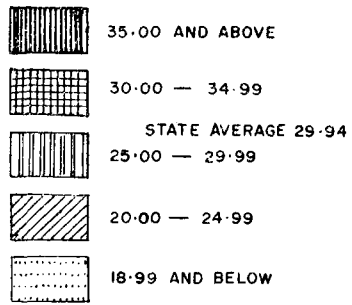 35·00 AND ABOVE
30·00 — 34·99
STATE AVERAGE 29·94
25·00 — 29·99
20·00 — 24·99
18·99 AND BELOW